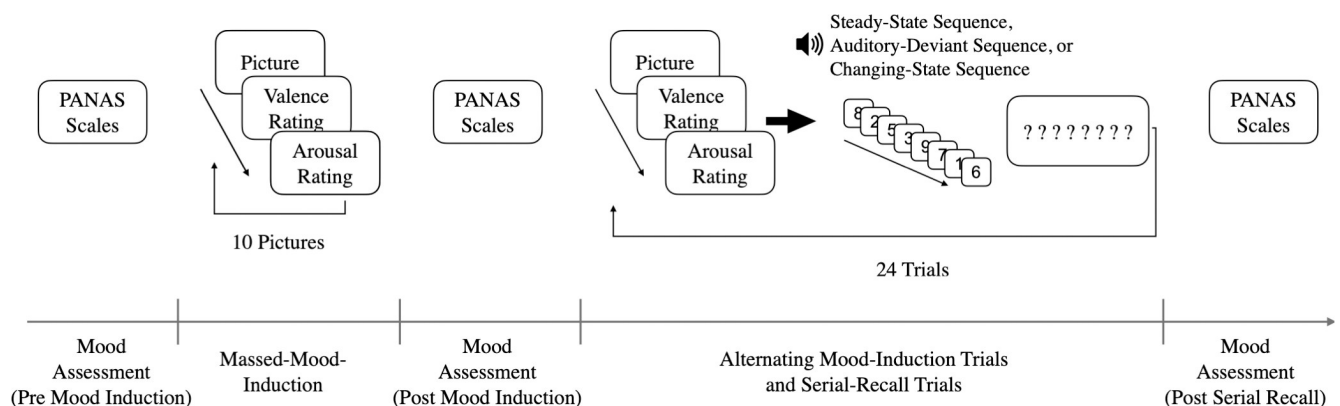 PANAS
Scales
Picture
Valence
Rating
Arousal
Rating
10 Pictures
PANAS
Scales
Picture
Valence
Rating
Arousal
Rating
Steady-State Sequence,
Auditory-Deviant Sequence, or
Changing-State Sequence
8
2
5
3
9
7
1
6
? ? ? ? ? ? ? ?
24 Trials
PANAS
Scales
Mood
Assessment
(Pre Mood Induction)
Massed-Mood-
Induction
Mood
Assessment
(Post Mood Induction)
Alternating Mood-Induction Trials
and Serial-Recall Trials
Mood
Assessment
(Post Serial Recall)